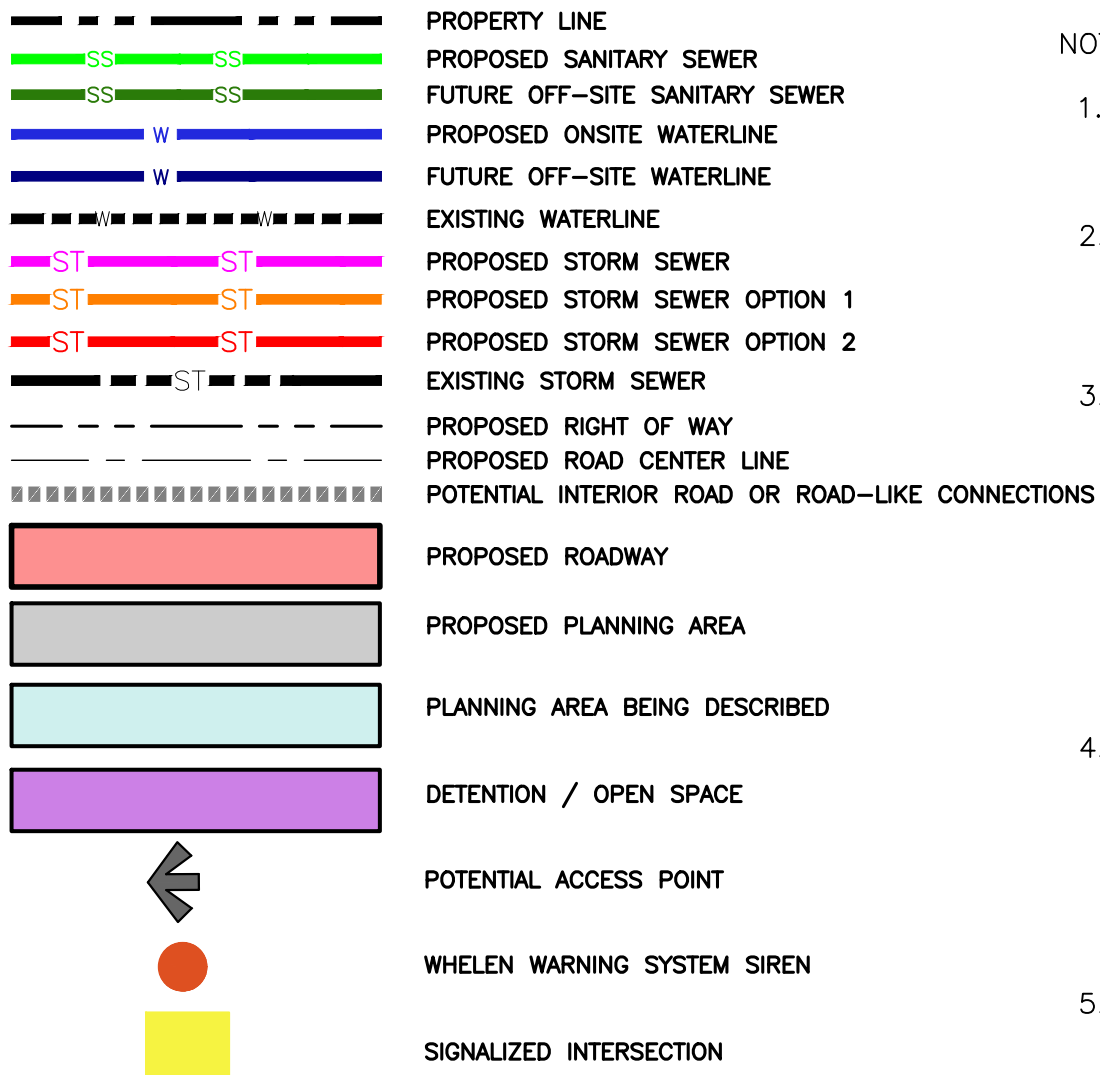 PROPERTY LINE
SS SS PROPOSED SANITARY SEWER
SS SS FUTURE OFF-SITE SANITARY SEWER
W PROPOSED ONSITE WATERLINE
W FUTURE OFF-SITE WATERLINE
W W EXISTING WATERLINE
ST ST PROPOSED STORM SEWER
ST ST PROPOSED STORM SEWER OPTION 1
ST ST PROPOSED STORM SEWER OPTION 2
ST EXISTING STORM SEWER
PROPOSED RIGHT OF WAY
PROPOSED ROAD CENTER LINE
POTENTIAL INTERIOR ROAD OR ROAD-LIKE CONNECTIONS
PROPOSED ROADWAY
PROPOSED PLANNING AREA
PLANNING AREA BEING DESCRIBED
DETENTION / OPEN SPACE
POTENTIAL ACCESS POINT
WHELEN WARNING SYSTEM SIREN
SIGNALIZED INTERSECTION
1.
2.
3.
4.
5.